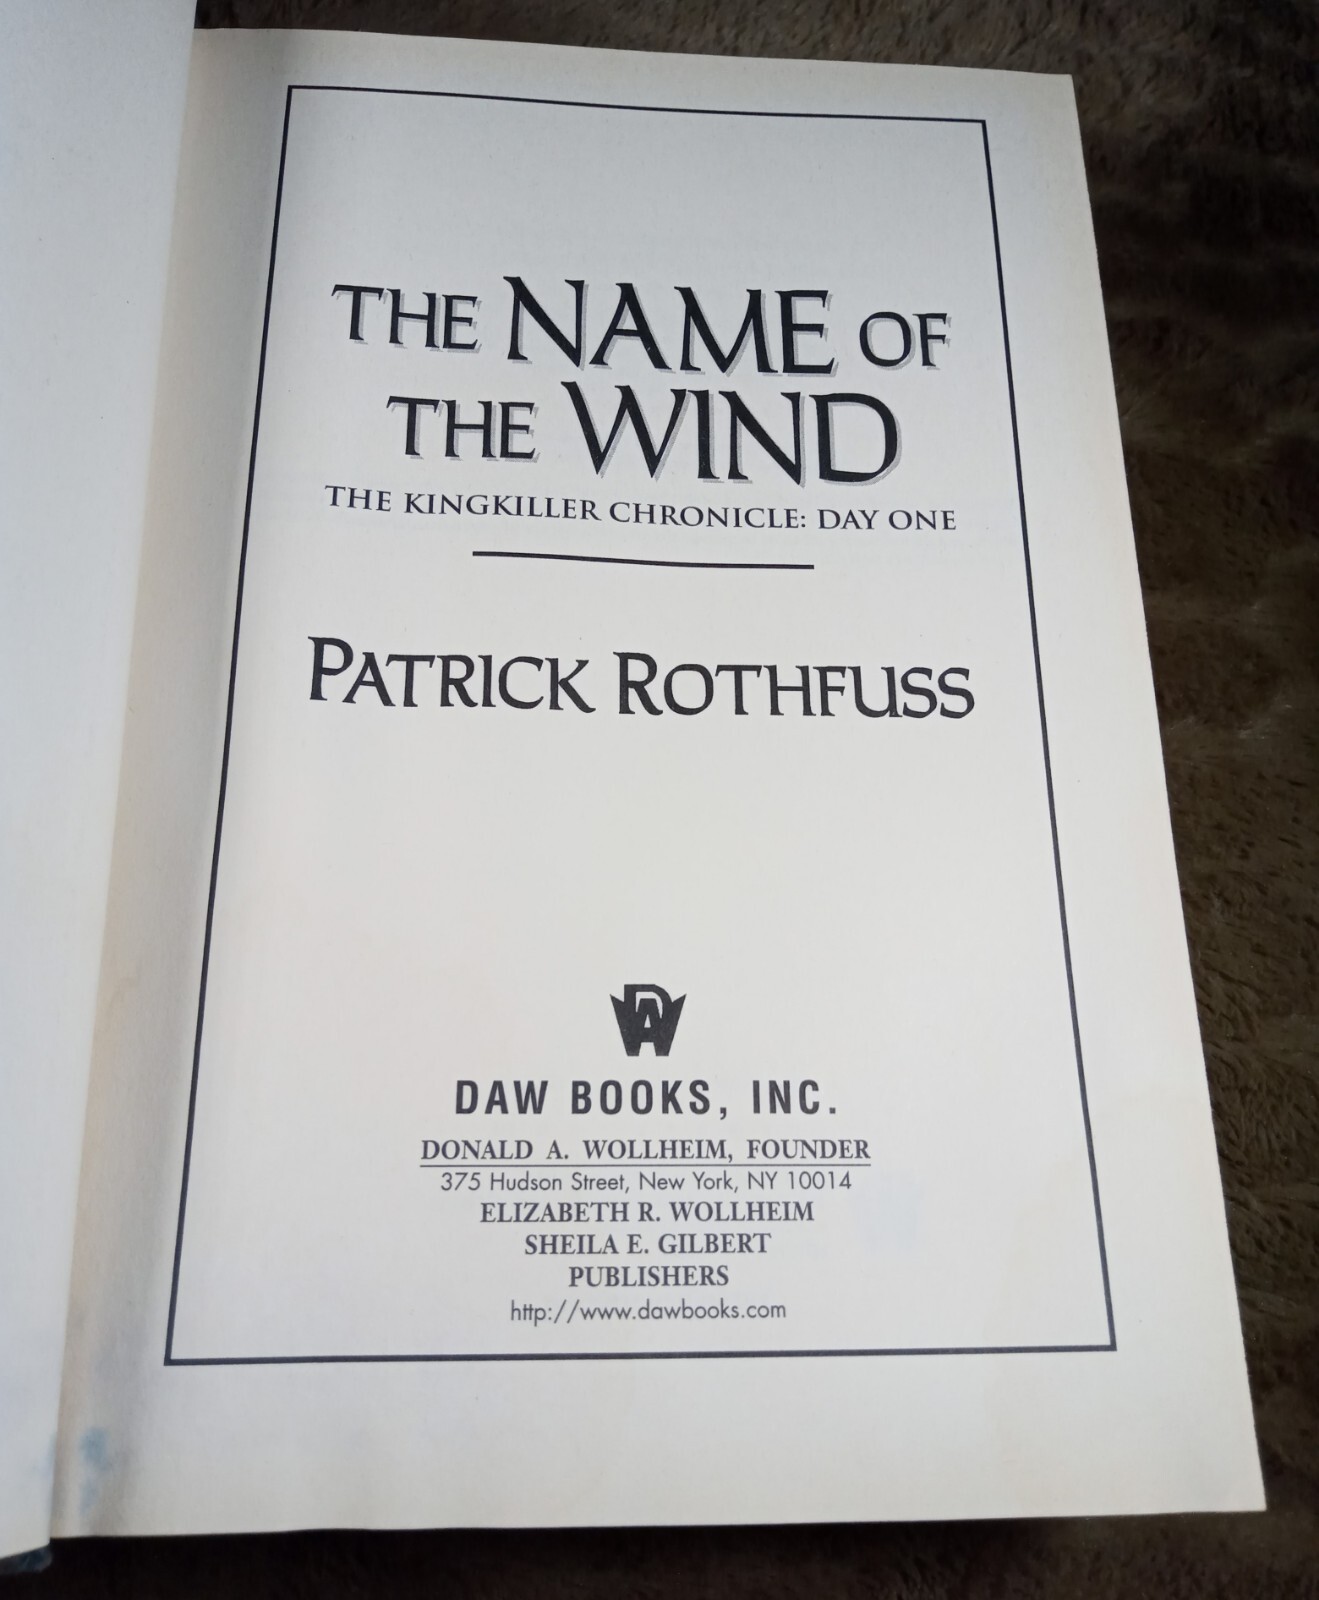 THE NAME OF
THE WIND
THE KINGKILLER CHRONICLE: DAY ONE
PATRICK ROTHFUSS
DAW
DAW BOOKS, INC.
DONALD A. WOLLHEIM, FOUNDER
375 Hudson Street, New York, NY 10014
ELIZABETH R. WOLLHEIM
SHEILA E. GILBERT
PUBLISHERS
http://www.dawbooks.com